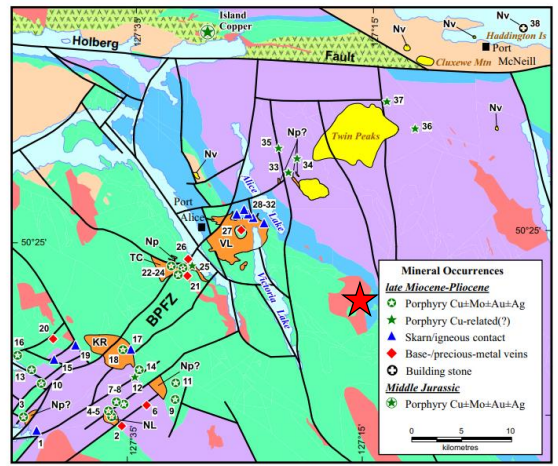 127°35'
Island
Copper
127°15'
Nv
Nv
38
Haddington Is
Port
McNeill
Holberg
Fault
Cluxewe Mtn
37
Nv
36
Twin Peaks
35
Np?
34
33
Nv
Alice
Lake
Port
Alice
28-32
27
VL
50°25'
50°25'
Np
26
TC
25
22-24
21
Victoria
Lake
BPFZ
20
KR
17
16
19
18
15
13
14
Np?
10
12
11
7-8
3
Np?
4-5
6
9
NL
1
2
127°35'
127°15'
Mineral Occurrences
late Miocene-Pliocene
Porphyry Cu±Mo±Au±Ag
Porphyry Cu-related(?)
Skarn/igneous contact
Base-/precious-metal veins
Building stone
Middle Jurassic
Porphyry Cu±Mo±Au±Ag
0 5 10
kilometres